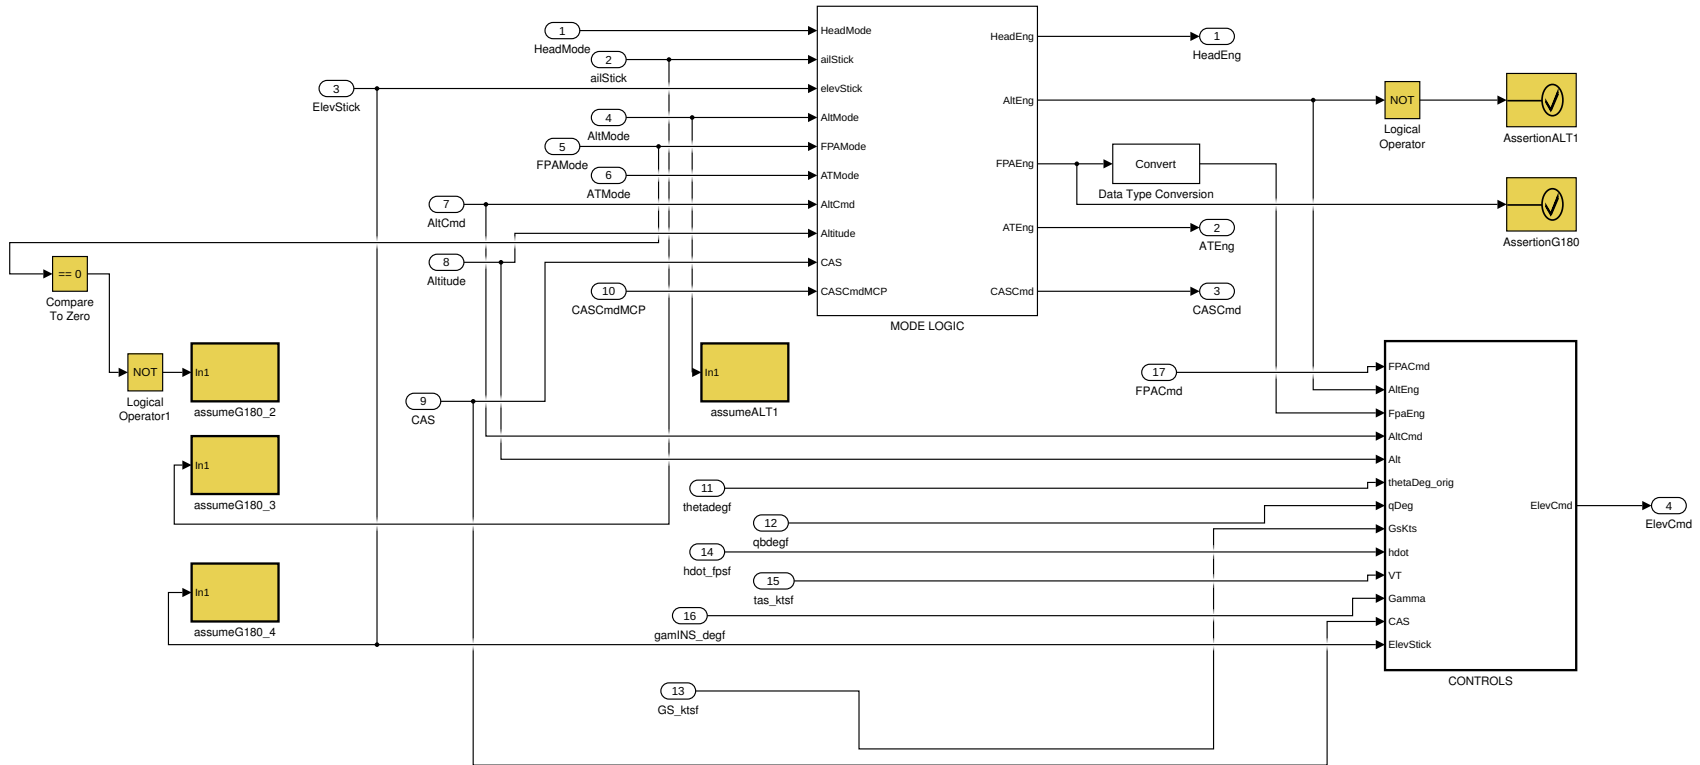 1
HeadMode
2
ailStick
3
ElevStick
4
AltMode
5
FPAMode
6
ATMode
7
AltCmd
8
Altitude
10
CASCmdMCP
HeadMode
ailStick
elevStick
AltMode
FPAMode
ATMode
AltCmd
Altitude
CAS
CASCmdMCP
HeadEng
AltEng
FPAEng
ATEng
CASCmd
MODE LOGIC
1
HeadEng
NOT
Logical
Operator
AssertionALT1
Convert
Data Type Conversion
AssertionG180
2
ATEng
3
CASCmd
== 0
Compare
To Zero
NOT
Logical
Operator1
In1
assumeG180_2
In1
assumeG180_3
In1
assumeG180_4
9
CAS
In1
assumeALT1
17
FPACmd
11
thetadegf
12
qbdegf
14
hdot_fpsf
15
tas_ktsf
16
gamINS_degf
13
GS_ktsf
FPACmd
AltEng
FpaEng
AltCmd
Alt
thetaDeg_orig
qDeg
GsKts
hdot
VT
Gamma
CAS
ElevStick
ElevCmd
CONTROLS
4
ElevCmd